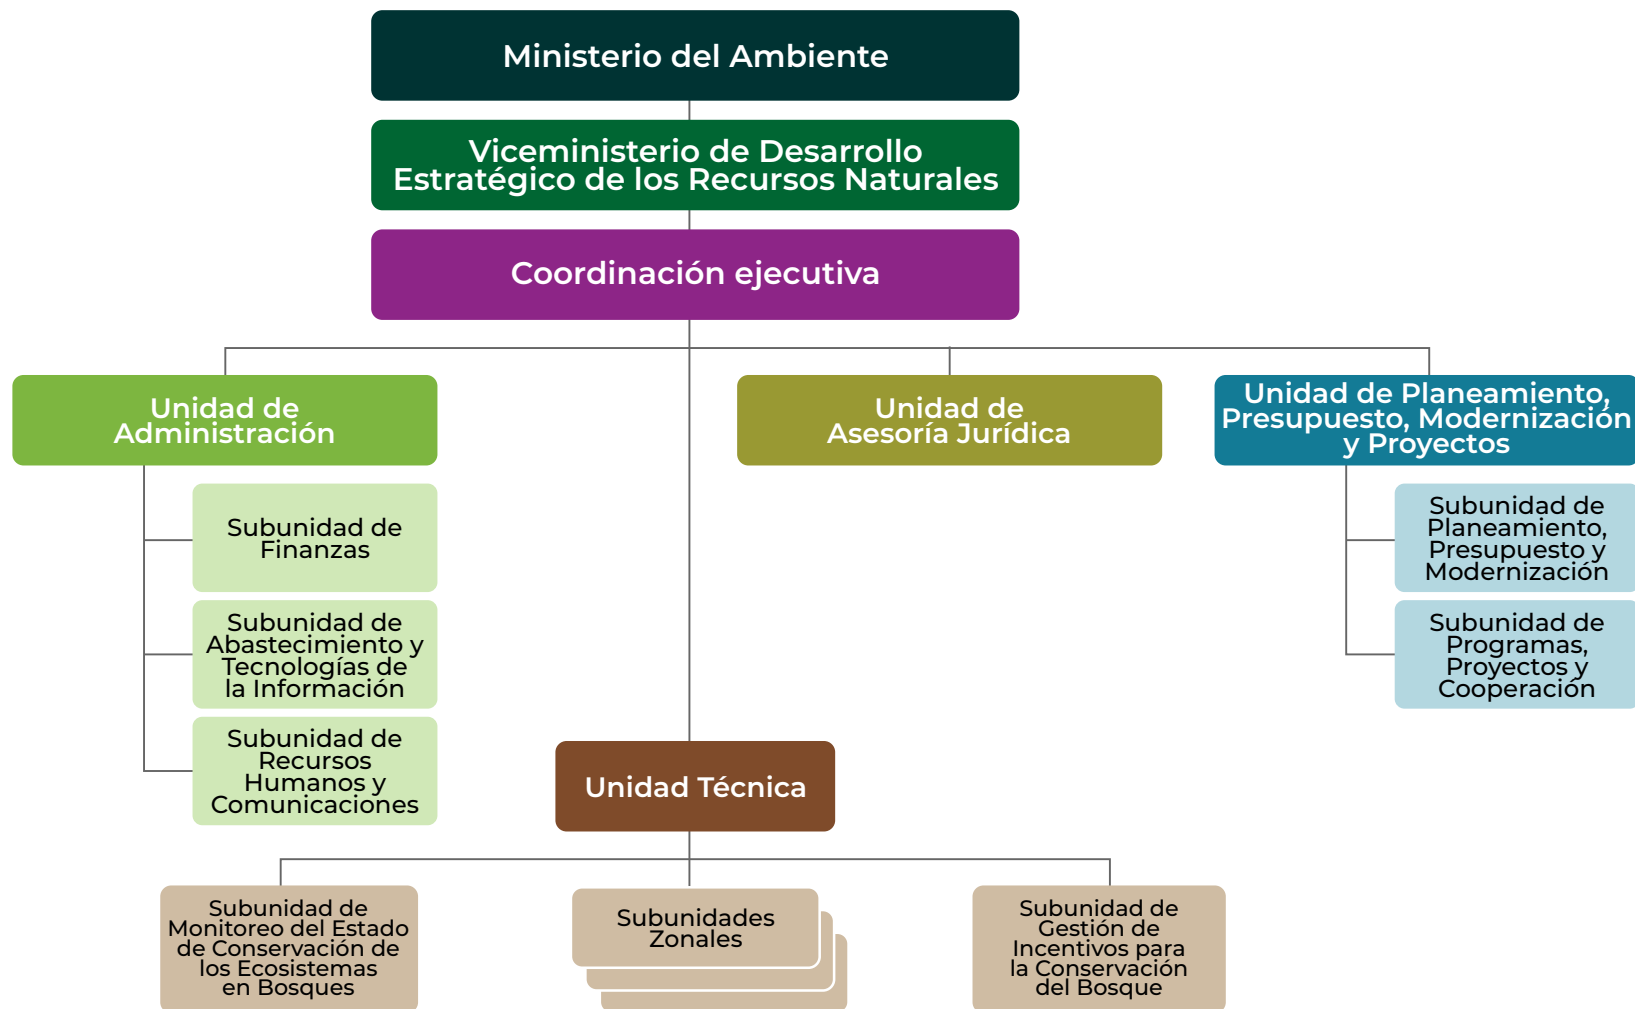 Ministerio del Ambiente
Viceministerio de Desarrollo
Estratégico de los Recursos Naturales
Coordinación ejecutiva
Unidad de
Administración
Unidad de
Asesoría Jurídica
Unidad de Planeamiento,
Presupuesto, Modernización
y Proyectos
Subunidad de
Finanzas
Subunidad de
Abastecimiento y
Tecnologías de
la Información
Subunidad de
Recursos
Humanos y
Comunicaciones
Subunidad de
Planeamiento,
Presupuesto y
Modernización
Subunidad de
Programas,
Proyectos y
Cooperación
Unidad Técnica
Subunidad de
Monitoreo del Estado
de Conservación de
los Ecosistemas
en Bosques
Subunidades
Zonales
Subunidad de
Gestión de
Incentivos para
la Conservación
del Bosque